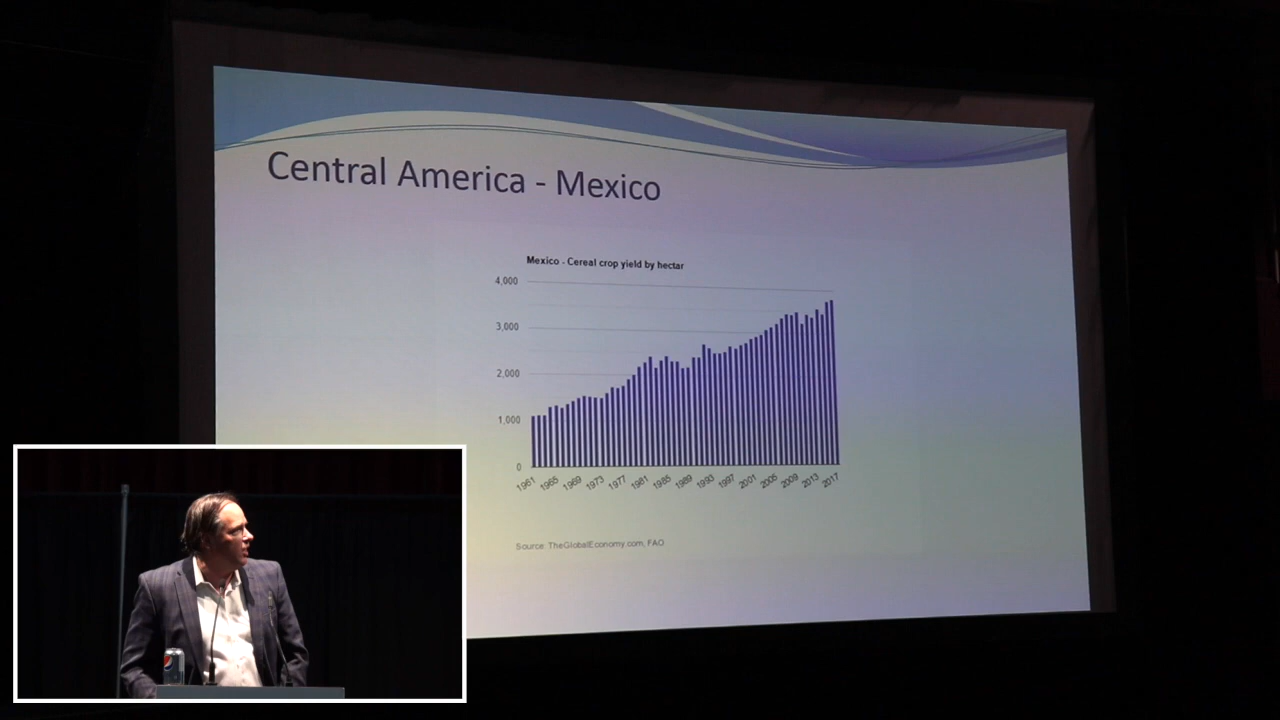 Central America - Mexico
Mexico - Cereal crop yield by hectar
4,000
3,000
2,000
1,000
0
1961 1965 1969 1973 1977 1981 1985 1989 1993 1997 2001 2005 2009 2013 2017
Source: TheGlobalEconomy.com, FAO